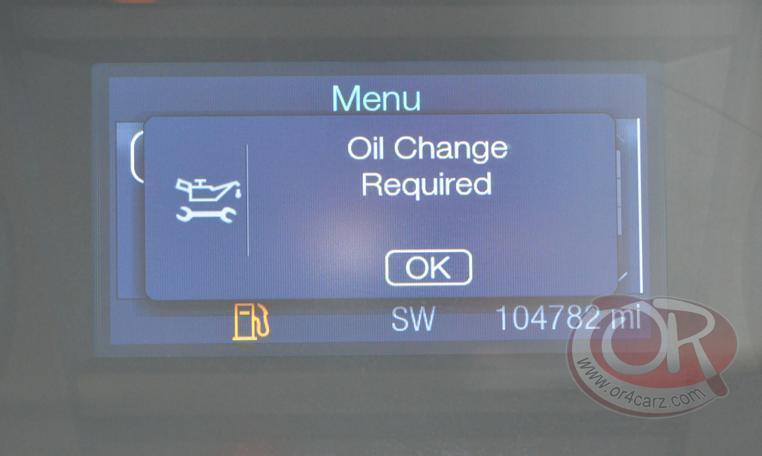 Menu
Oil Change
Required
OK
SW 104782 mi
OR
www.or4carz.com